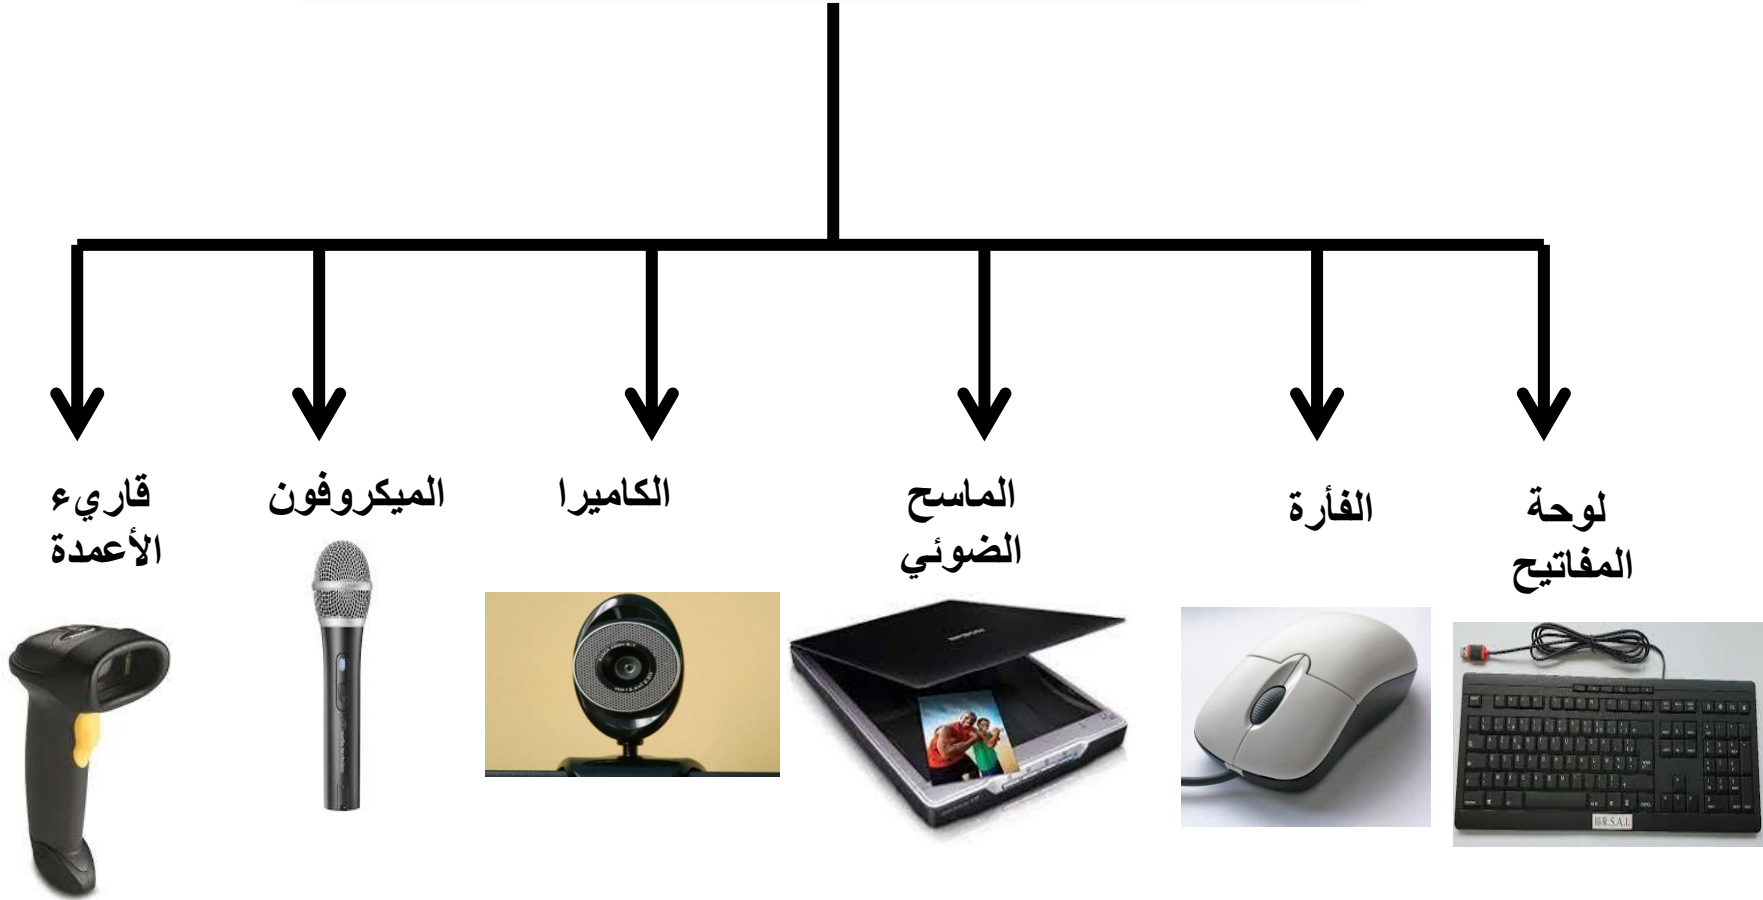 لوحة
المفاتيح
الفأرة
الماسح
الضوئي
الكاميرا
الميكروفون
قاريء
الأعمدة
R.S.A.I.